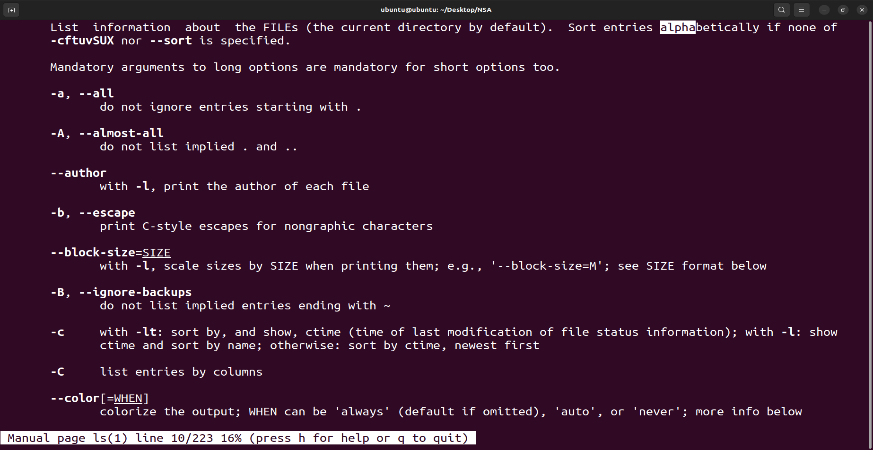 ubuntu@ubuntu: ~/Desktop/NSA
List  information  about  the FILEs (the current directory by default).  Sort entries alphabetically if none of
-cftuvSUX nor --sort is specified.
Mandatory arguments to long options are mandatory for short options too.
-a, --all
do not ignore entries starting with .
-A, --almost-all
do not list implied . and ..
--author
with -l, print the author of each file
-b, --escape
print C-style escapes for nongraphic characters
--block-size=SIZE
with -l, scale sizes by SIZE when printing them; e.g., '--block-size=M'; see SIZE format below
-B, --ignore-backups
do not list implied entries ending with ~
-c     with -lt: sort by, and show, ctime (time of last modification of file status information); with -l: show
ctime and sort by name; otherwise: sort by ctime, newest first
-C     list entries by columns
--color[=WHEN]
colorize the output; WHEN can be 'always' (default if omitted), 'auto', or 'never'; more info below
Manual page ls(1) line 10/223 16% (press h for help or q to quit)